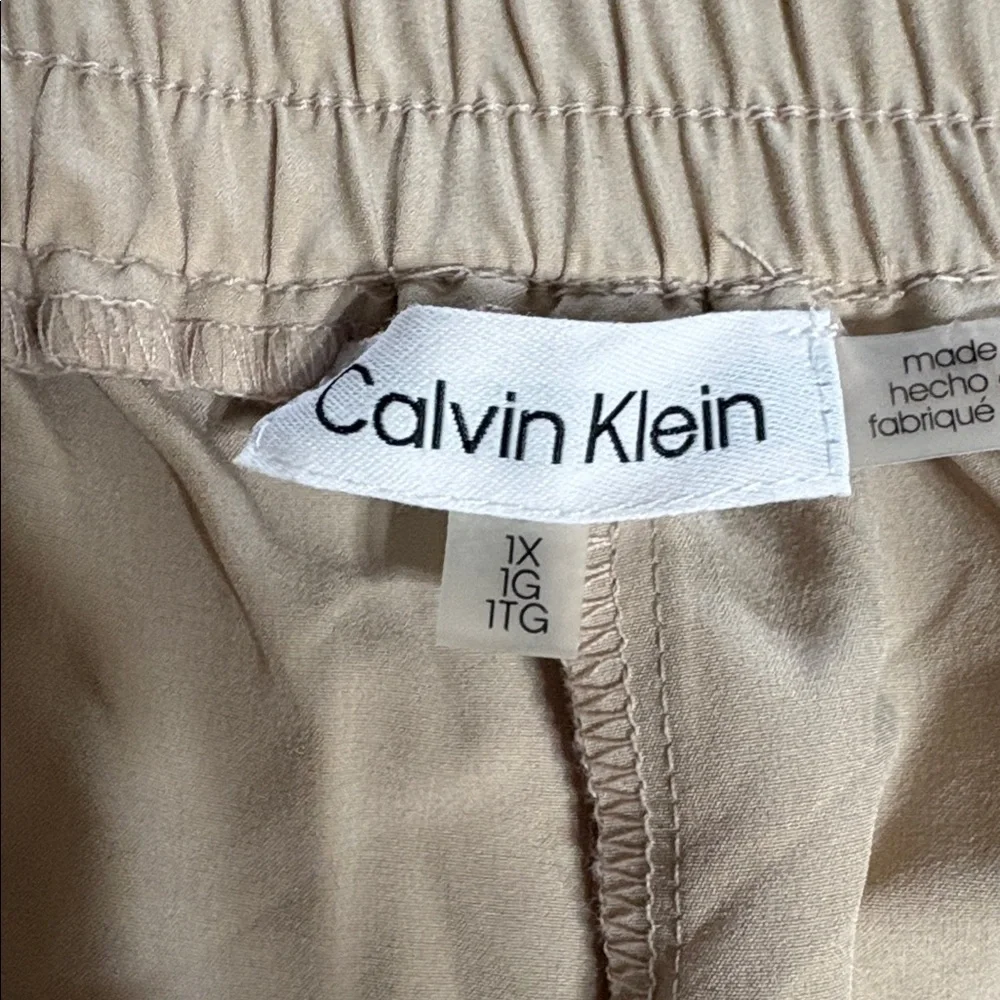 Calvin Klein
1X
1G
1TG
made
hecho
fabriqué